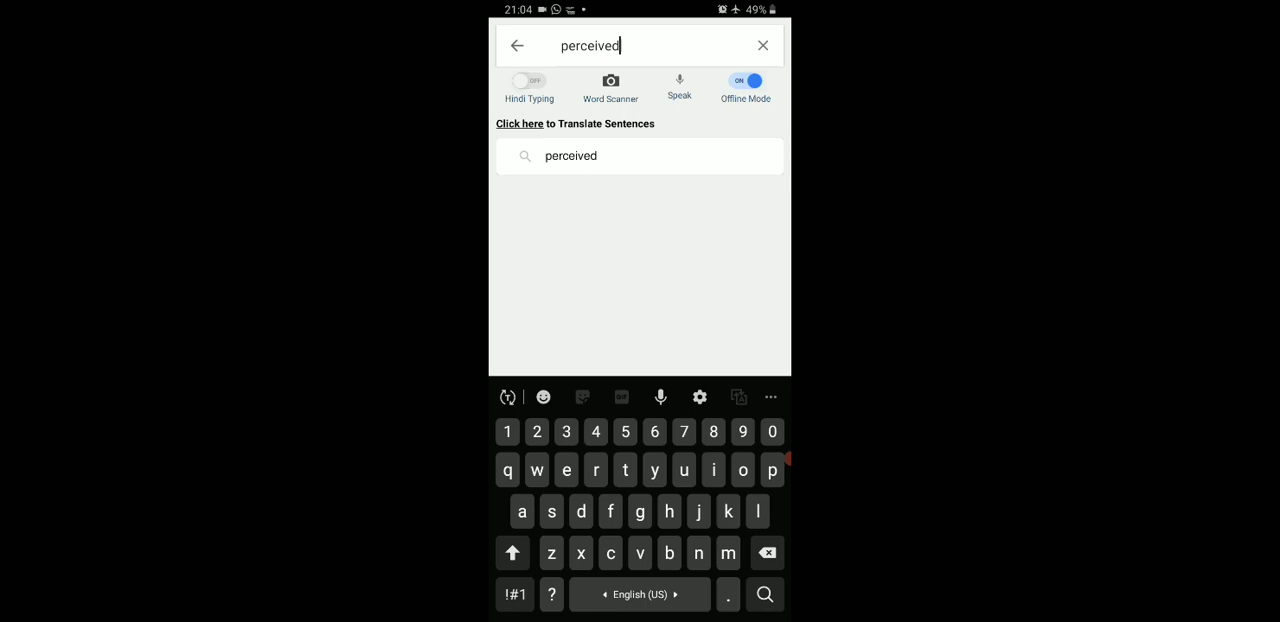 21:04 49%
perceived
OFF ON
Hindi Typing Word Scanner Speak Offline Mode
Click here to Translate Sentences
perceived
GIF
1 2 3 4 5 6 7 8 9 0
q w e r t y u i o p
a s d f g h j k l
z x c v b n m
!#1 ? English (US) .